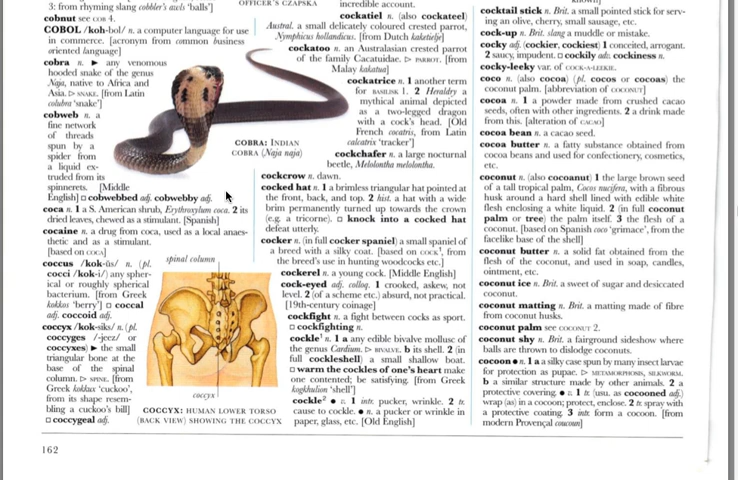 3: from rhyming slang cobbler's awls 'balls']
cobnut see COB 4.
COBOL /koh-bol/ n. a computer language for use
in commerce. [acronym from common business
oriented language]
cobra n. ► any venomous
hooded snake of the genus
Naja, native to Africa and
Asia. ▷ SNAKE. [from Latin
colubra 'snake']
cobweb n. a
fine network
of threads
spun by a
spider from
a liquid ex-
truded from its
spinnerets. [Middle
English] □ cobwebbed adj. cobwebby adj.
coca n. 1 a S. American shrub, Erythroxylum coca. 2 its
dried leaves, chewed as a stimulant. [Spanish]
cocaine n. a drug from coca, used as a local anaes-
thetic and as a stimulant.
[based on COCA]
coccus /kok-ŭs/ n. (pl.
cocci /kok-i/) any spher-
ical or roughly spherical
bacterium. [from Greek
kokkos 'berry'] □ coccal
adj. coccoid adj.
coccyx /kok-siks/ n. (pl.
coccyges /-jeez/ or
coccyxes) ► the small
triangular bone at the
base of the spinal
column. ▷ SPINE. [from
Greek kokkux 'cuckoo',
from its shape resem-
bling a cuckoo's bill]
□ coccygeal adj.
COBRA: INDIAN
COBRA (Naja naja)
spinal column
coccyx
COCCYX: HUMAN LOWER TORSO
(BACK VIEW) SHOWING THE COCCYX
OFFICER'S CZAPSKA
incredible account.
cockatiel n. (also cockateel)
Austral. a small delicately coloured crested parrot,
Nymphicus hollandicus. [from Dutch kaketielje]
cockatoo n. an Australasian crested parrot
of the family Cacatuidae. ▷ PARROT. [from
Malay kakatua]
cockatrice n. 1 another term
for BASILISK 1. 2 Heraldry a
mythical animal depicted
as a two-legged dragon
with a cock's head. [Old
French cocatris, from Latin
calcatrix 'tracker']
cockchafer n. a large nocturnal
beetle, Melolontha melolontha.
cockcrow n. dawn.
cocked hat n. 1 a brimless triangular hat pointed at
the front, back, and top. 2 hist. a hat with a wide
brim permanently turned up towards the crown
(e.g. a tricorne). □ knock into a cocked hat
defeat utterly.
cocker n. (in full cocker spaniel) a small spaniel of
a breed with a silky coat. [based on COCK¹, from
the breed's use in hunting woodcocks etc.]
cockerel n. a young cock. [Middle English]
cock-eyed adj. colloq. 1 crooked, askew, not
level. 2 (of a scheme etc.) absurd, not practical.
[19th-century coinage]
cockfight n. a fight between cocks as sport.
□ cockfighting n.
cockle¹ n. 1 a any edible bivalve mollusc of
the genus Cardium. ▷ BIVALVE. b its shell. 2 (in
full cockleshell) a small shallow boat.
□ warm the cockles of one's heart make
one contented; be satisfying. [from Greek
kogkhulion 'shell']
cockle² ● v. 1 intr. pucker, wrinkle. 2 tr.
cause to cockle. ● n. a pucker or wrinkle in
paper, glass, etc. [Old English]
cocktail stick n. Brit. a small pointed stick for serv-
ing an olive, cherry, small sausage, etc.
cock-up n. Brit. slang a muddle or mistake.
cocky adj. (cockier, cockiest) 1 conceited, arrogant.
2 saucy, impudent. □ cockily adv. cockiness n.
cocky-leeky var. of COCK-A-LEEKIE.
coco n. (also cocoa) (pl. cocos or cocoas) the
coconut palm. [abbreviation of COCONUT]
cocoa n. 1 a powder made from crushed cacao
seeds, often with other ingredients. 2 a drink made
from this. [alteration of CACAO]
cocoa bean n. a cacao seed.
cocoa butter n. a fatty substance obtained from
cocoa beans and used for confectionery, cosmetics,
etc.
coconut n. (also cocoanut) 1 the large brown seed
of a tall tropical palm, Cocos nucifera, with a fibrous
husk around a hard shell lined with edible white
flesh enclosing a white liquid. 2 (in full coconut
palm or tree) the palm itself. 3 the flesh of a
coconut. [based on Spanish coco 'grimace', from the
facelike base of the shell]
coconut butter n. a solid fat obtained from the
flesh of the coconut, and used in soap, candles,
ointment, etc.
coconut ice n. Brit. a sweet of sugar and desiccated
coconut.
coconut matting n. Brit. a matting made of fibre
from coconut husks.
coconut palm see COCONUT 2.
coconut shy n. Brit. a fairground sideshow where
balls are thrown to dislodge coconuts.
cocoon ● n. 1 a a silky case spun by many insect larvae
for protection as pupae. ▷ METAMORPHOSIS, SILKWORM.
b a similar structure made by other animals. 2 a
protective covering. ● v. 1 tr. (usu. as cocooned adj.)
wrap (as) in a cocoon; protect, enclose. 2 tr. spray with
a protective coating. 3 intr. form a cocoon. [from
modern Provençal coucoun]
162